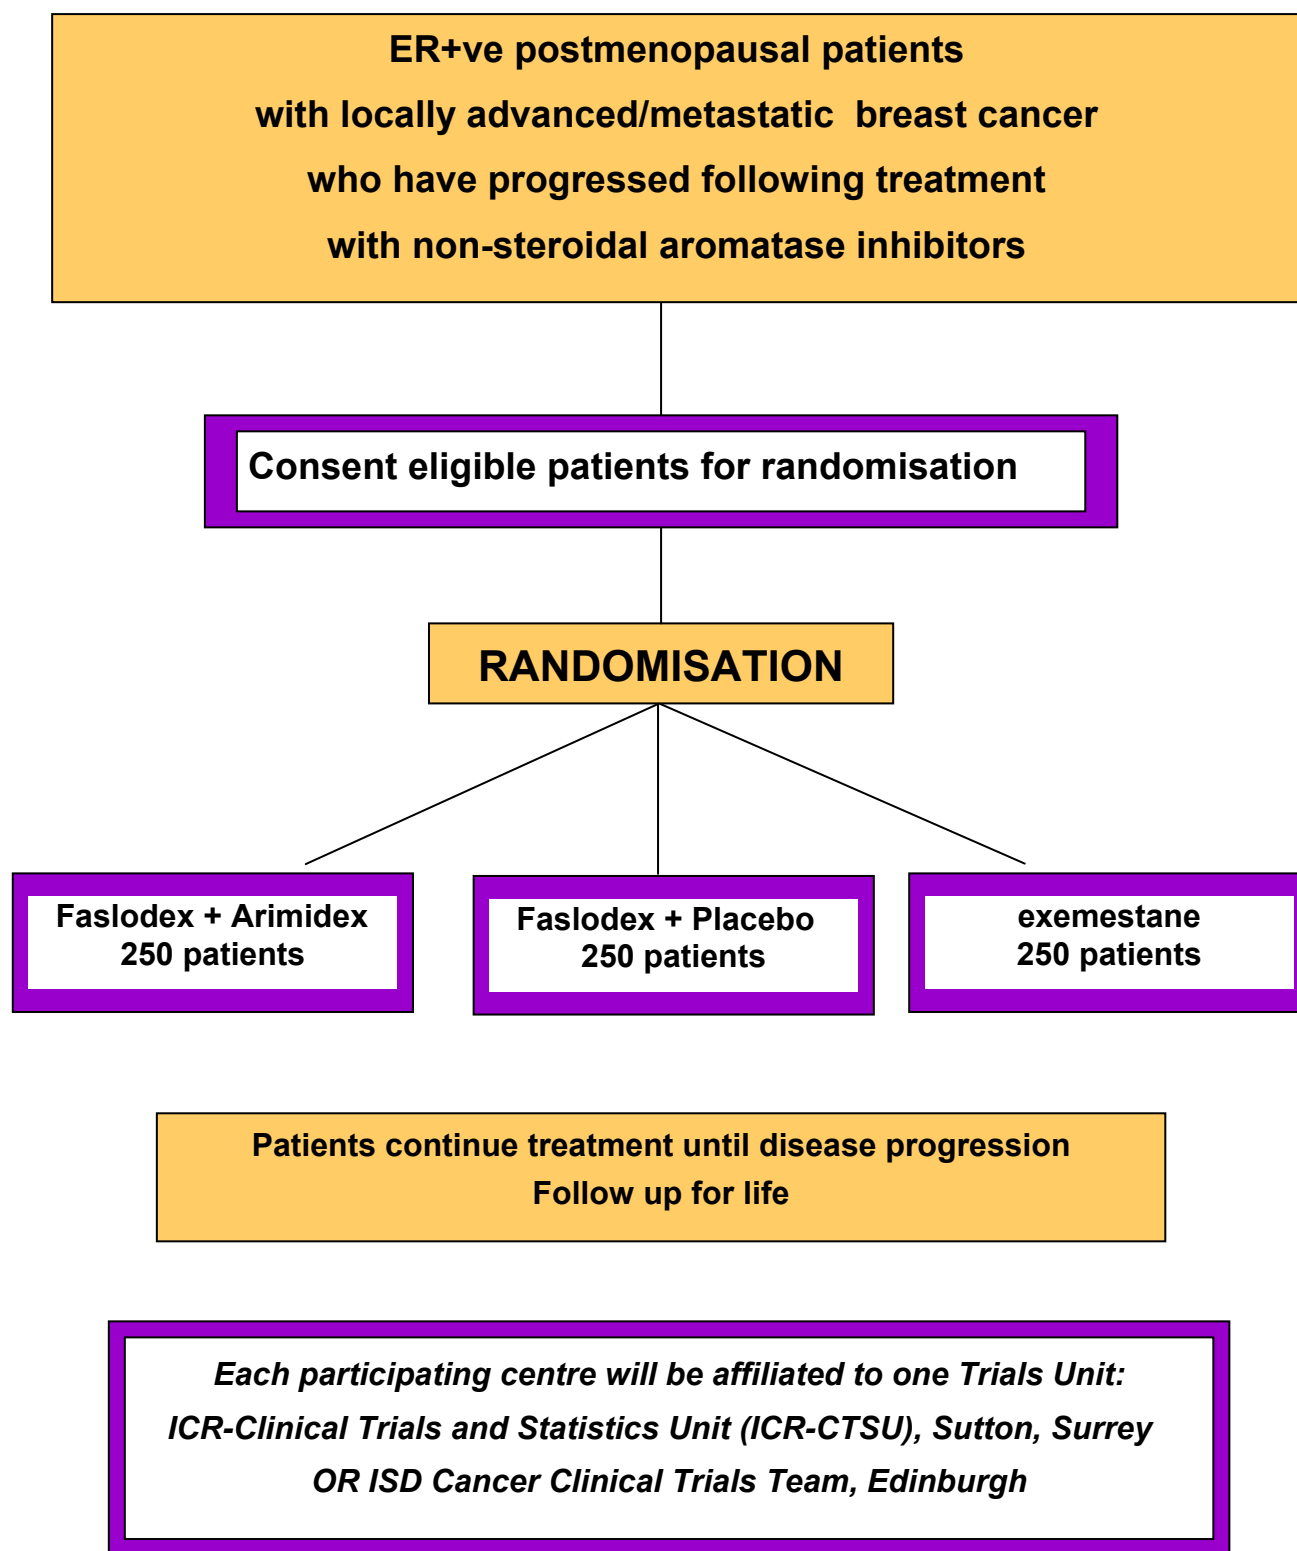 ER+ve postmenopausal patients
with locally advanced/metastatic breast cancer
who have progressed following treatment
with non-steroidal aromatase inhibitors
Consent eligible patients for randomisation
RANDOMISATION
Faslodex + Arimidex
250 patients
Faslodex + Placebo
250 patients
exemestane
250 patients
Patients continue treatment until disease progression
Follow up for life
Each participating centre will be affiliated to one Trials Unit:
ICR-Clinical Trials and Statistics Unit (ICR-CTSU), Sutton, Surrey
OR ISD Cancer Clinical Trials Team, Edinburgh